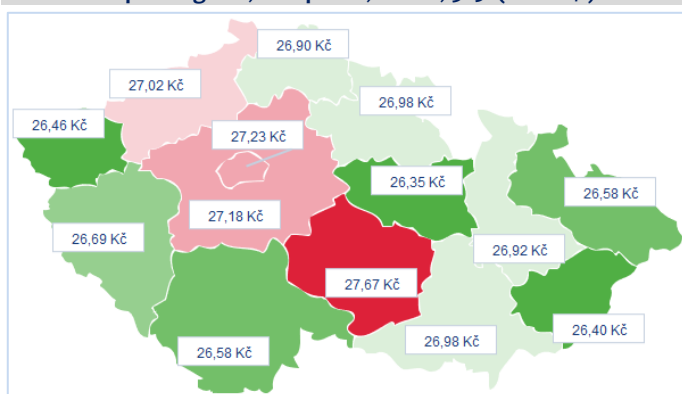 26,90 Kč
27,02 Kč
26,98 Kč
26,46 Kč
27,23 Kč
26,35 Kč
26,58 Kč
27,18 Kč
26,69 Kč
26,92 Kč
27,67 Kč
26,40 Kč
26,98 Kč
26,58 Kč